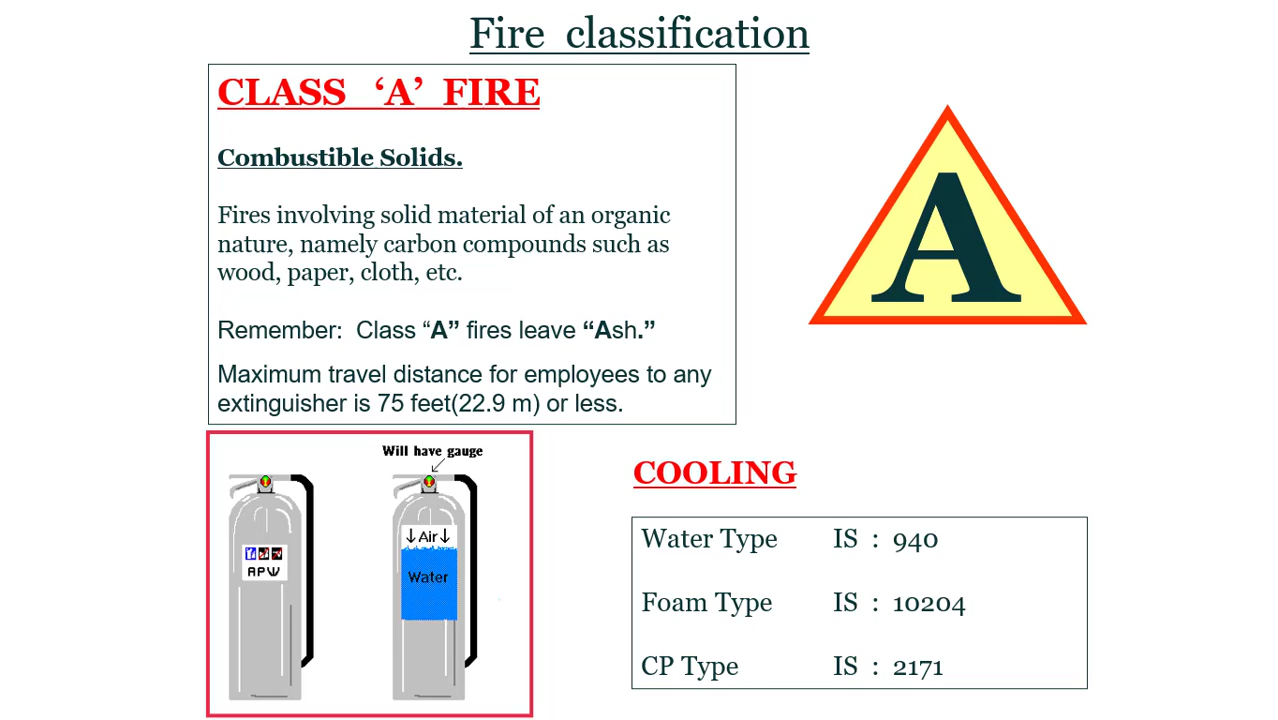 Fire classification
CLASS ‘A’ FIRE
Combustible Solids.
Fires involving solid material of an organic
nature, namely carbon compounds such as
wood, paper, cloth, etc.
Remember: Class “A” fires leave “Ash.”
Maximum travel distance for employees to any
extinguisher is 75 feet(22.9 m) or less.
A
Will have gauge
APW
↓Air↓
Water
COOLING
Water Type IS : 940
Foam Type IS : 10204
CP Type IS : 2171